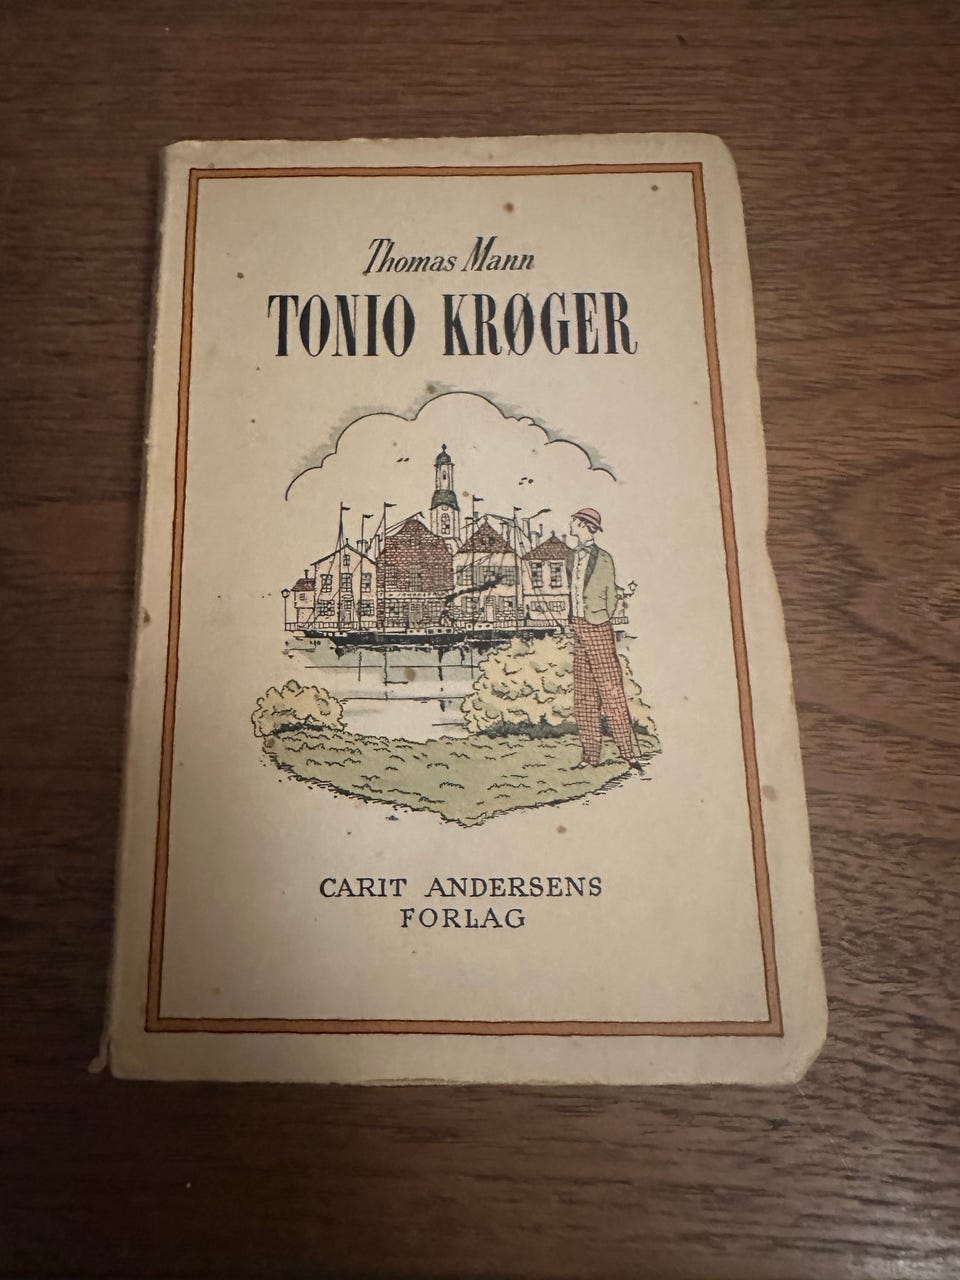 Thomas Mann
TONIO KRØGER
CARIT ANDERSENS
FORLAG